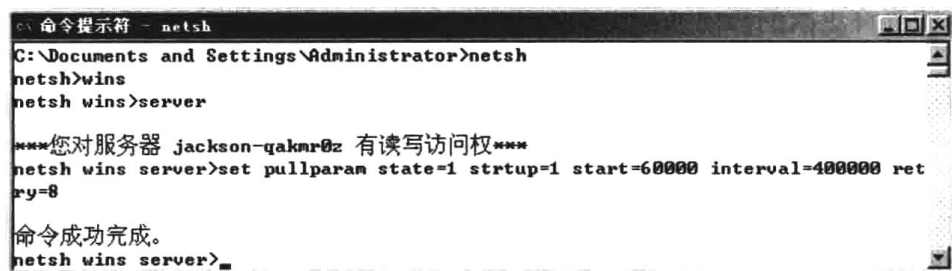 命令提示符 - netsh
C:\Documents and Settings\Administrator>netsh
netsh>wins
netsh wins>server
***您对服务器 jackson-qakmr0z 有读写访问权***
netsh wins server>set pullparam state=1 strtup=1 start=60000 interval=400000 ret
ry=8
命令成功完成。
netsh wins server>_